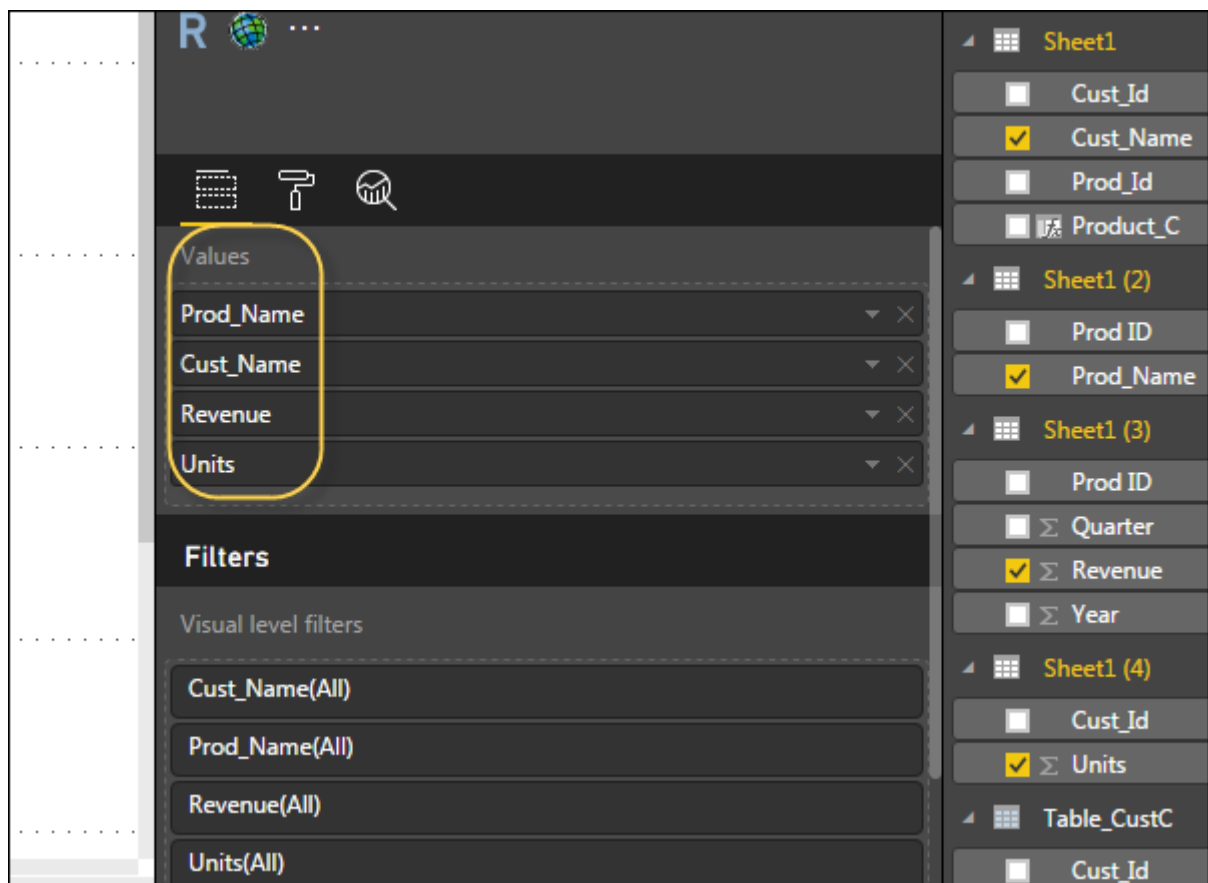 R ...
Values
Prod_Name
Cust_Name
Revenue
Units
Filters
Visual level filters
Cust_Name(All)
Prod_Name(All)
Revenue(All)
Units(All)
Sheet1
Cust_Id
Cust_Name
Prod_Id
fx Product_C
Sheet1 (2)
Prod ID
Prod_Name
Sheet1 (3)
Prod ID
Σ Quarter
Σ Revenue
Σ Year
Sheet1 (4)
Cust_Id
Σ Units
Table_CustC
Cust_Id